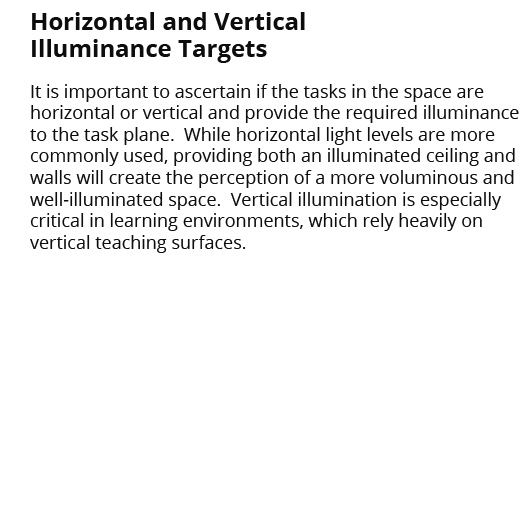 Horizontal and Vertical
Illuminance Targets
It is important to ascertain if the tasks in the space are
horizontal or vertical and provide the required illuminance
to the task plane.  While horizontal light levels are more
commonly used, providing both an illuminated ceiling and
walls will create the perception of a more voluminous and
well-illuminated space.  Vertical illumination is especially
critical in learning environments, which rely heavily on
vertical teaching surfaces.